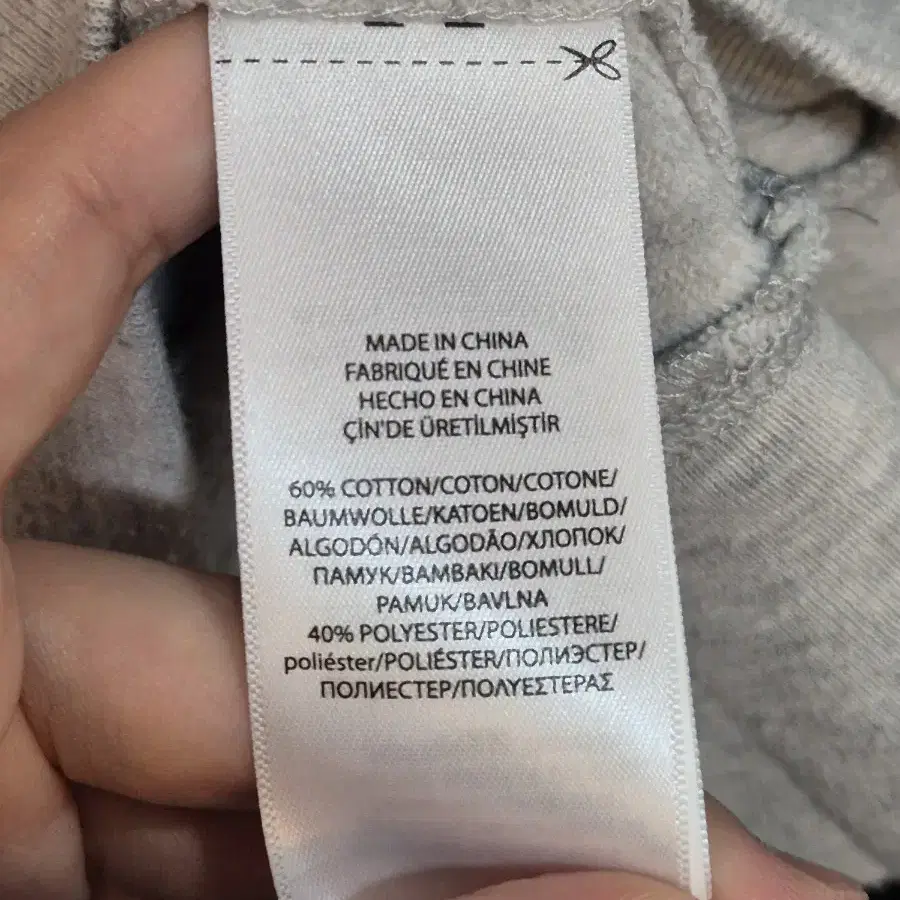 MADE IN CHINA
FABRIQUÉ EN CHINE
HECHO EN CHINA
ÇİN'DE ÜRETİLMİŞTİR
60% COTTON/COTON/COTONE/
BAUMWOLLE/KATOEN/BOMULD/
ALGODÓN/ALGODÃO/ХЛОПОК/
ПАМУК/BAMBAKI/BOMULL/
PAMUK/BAVLNA
40% POLYESTER/POLIESTERE/
poliéster/POLIÉSTER/ПОЛИЭСТЕР/
ПОЛИЕСТЕР/ΠΟΛΥΕΣΤΕΡΑΣ